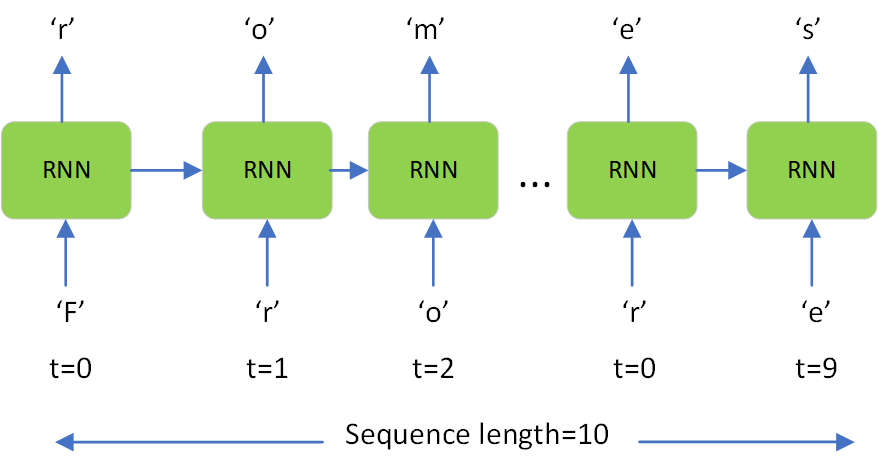 ‘r’ ‘o’ ‘m’ ‘e’ ‘s’
RNN RNN RNN ... RNN RNN
‘F’ ‘r’ ‘o’ ‘r’ ‘e’
t=0 t=1 t=2 t=0 t=9
Sequence length=10